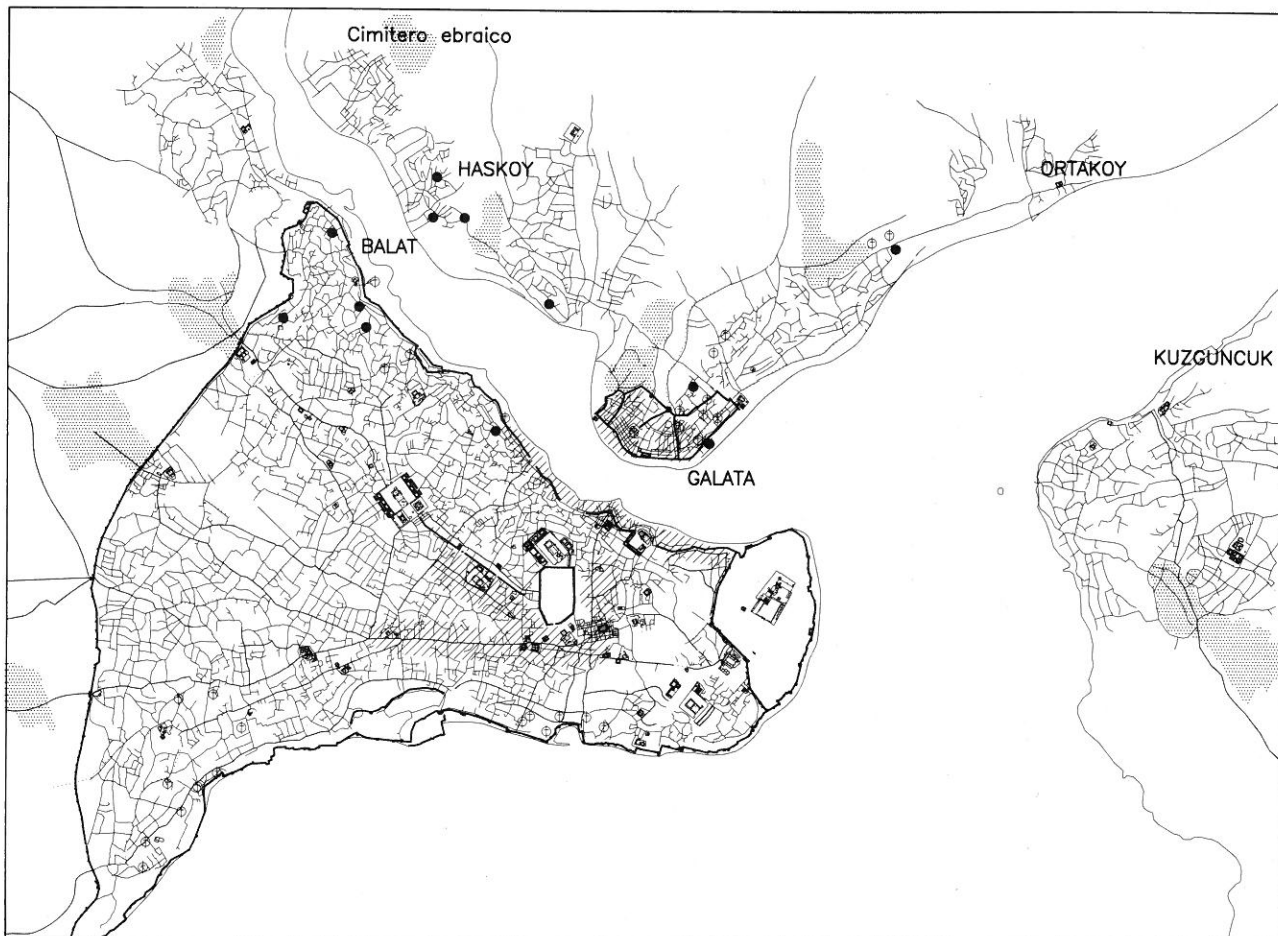 Cimitero ebraico
HASKOY
ORTAKOY
BALAT
KUZGUNCUK
GALATA